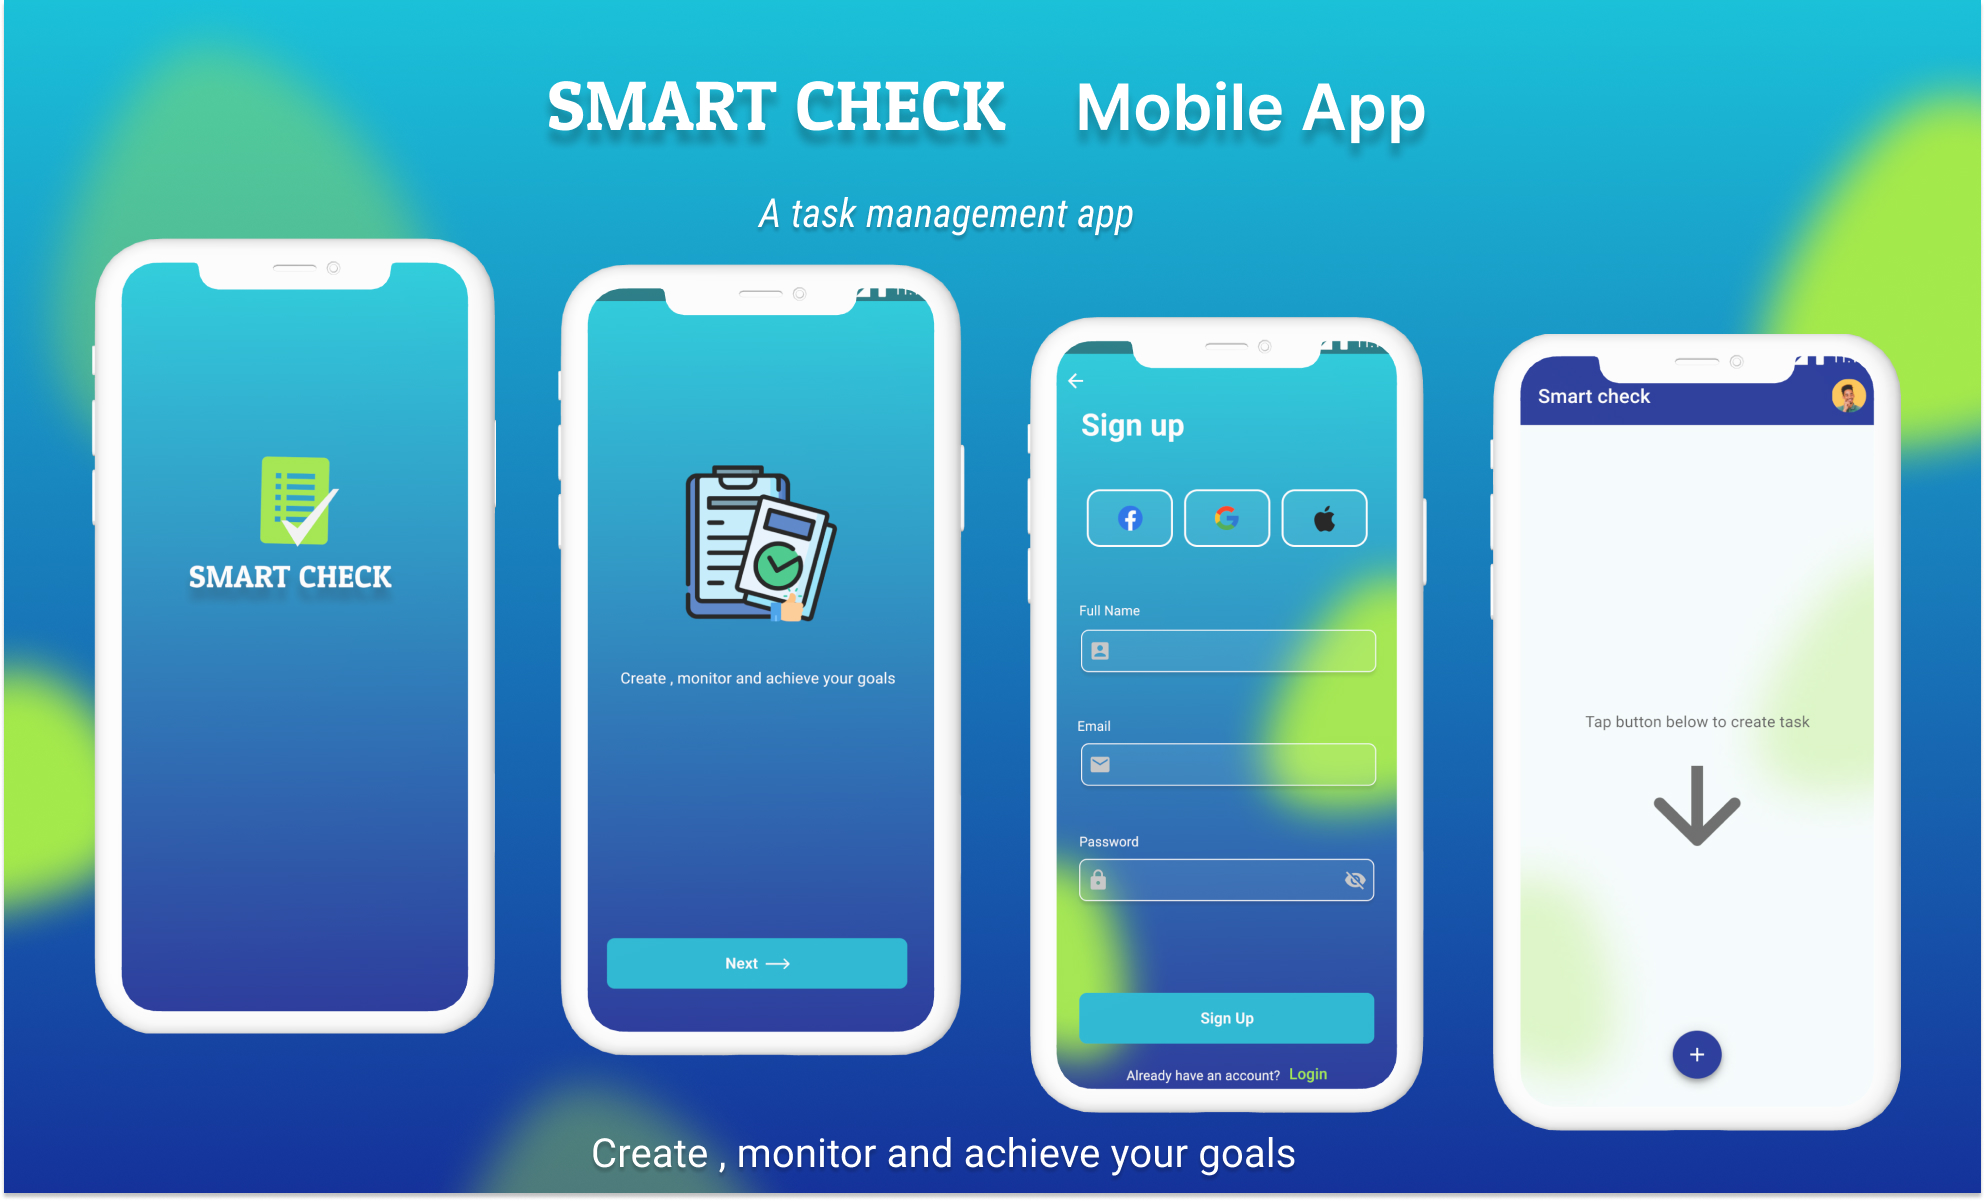 SMART CHECK Mobile App
A task management app
SMART CHECK
Create , monitor and achieve your goals
Next
Sign up
Full Name
Email
Password
Sign Up
Already have an account? Login
Smart check
Tap button below to create task
Create , monitor and achieve your goals